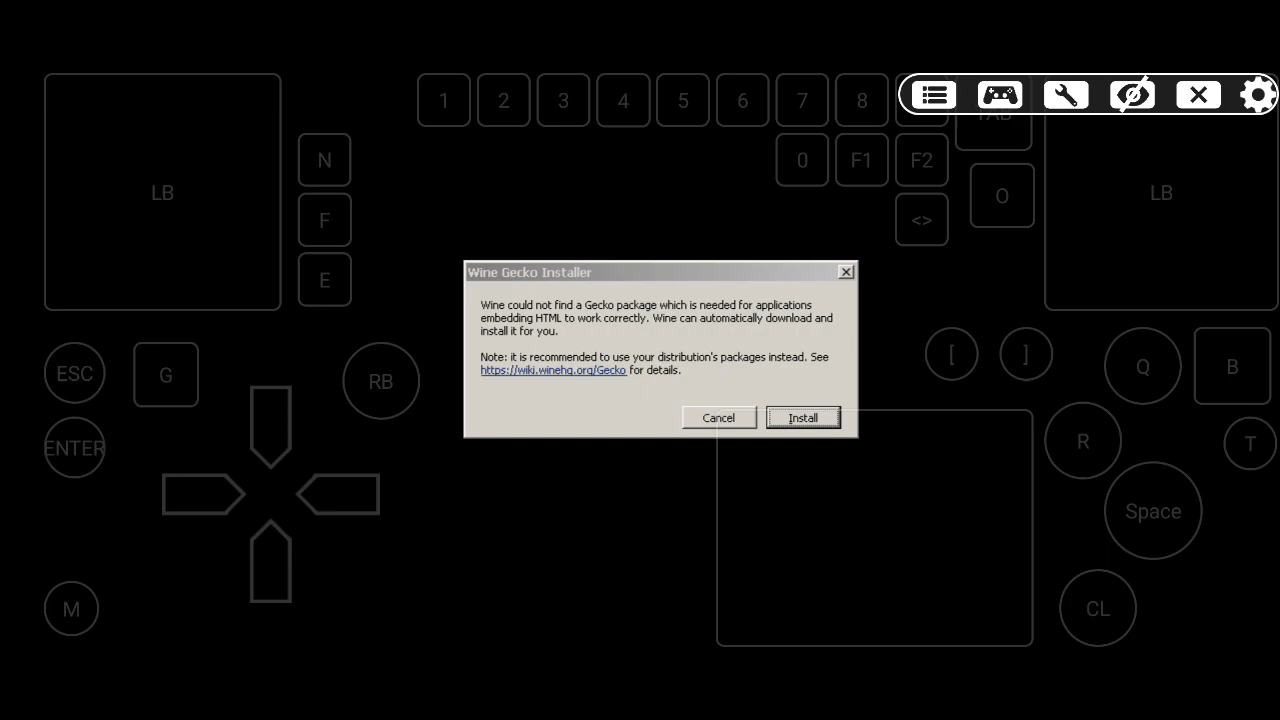 1 2 3 4 5 6 7 8
TAB
LB N 0 F1 F2 O LB
F <>
E
Wine Gecko Installer
Wine could not find a Gecko package which is needed for applications
embedding HTML to work correctly. Wine can automatically download and
install it for you.
Note: it is recommended to use your distribution's packages instead. See
https://wiki.winehq.org/Gecko for details.
Cancel Install
ESC G RB [ ] Q B
ENTER R T
Space
M CL